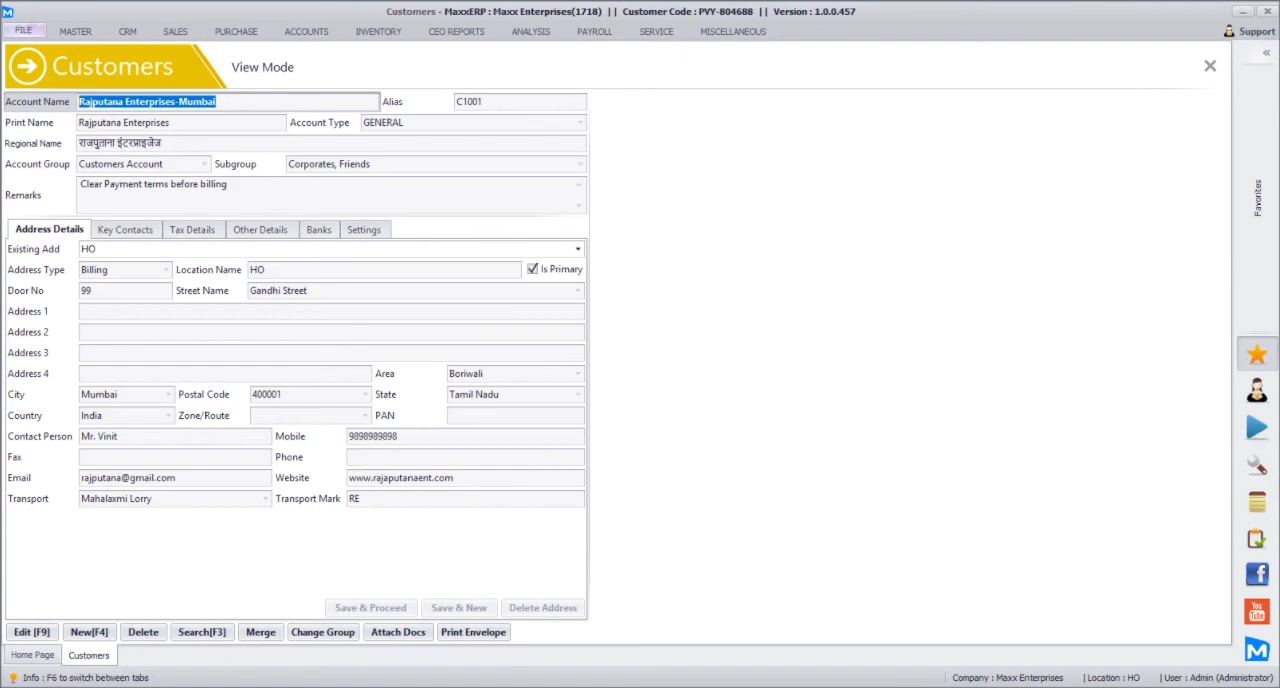 Customers - MaxxERP : Maxx Enterprises(1718) || Customer Code : PVY-804688 || Version : 1.0.0.457
FILE MASTER CRM SALES PURCHASE ACCOUNTS INVENTORY CEO REPORTS ANALYSIS PAYROLL SERVICE MISCELLANEOUS Support
Customers View Mode
Account Name Rajputana Enterprises-Mumbai Alias C1001
Print Name Rajputana Enterprises Account Type GENERAL
Regional Name राजपुताना ईंटरप्राइजेज
Account Group Customers Account Subgroup Corporates, Friends
Remarks Clear Payment terms before billing
Favorites
Address Details Key Contacts Tax Details Other Details Banks Settings
Existing Add HO
Address Type Billing Location Name HO Is Primary
Door No 99 Street Name Gandhi Street
Address 1
Address 2
Address 3
Address 4 Area Boriwali
City Mumbai Postal Code 400001 State Tamil Nadu
Country India Zone/Route PAN
Contact Person Mr. Vinit Mobile 9898989898
Fax Phone
Email rajputana@gmail.com Website www.rajaputanaent.com
Transport Mahalaxmi Lorry Transport Mark RE
Save & Proceed Save & New Delete Address
You Tube
Edit [F9] New[F4] Delete Search[F3] Merge Change Group Attach Docs Print Envelope
Home Page Customers
Info : F6 to switch between tabs Company : Maxx Enterprises | Location : HO | User : Admin (Administrator)